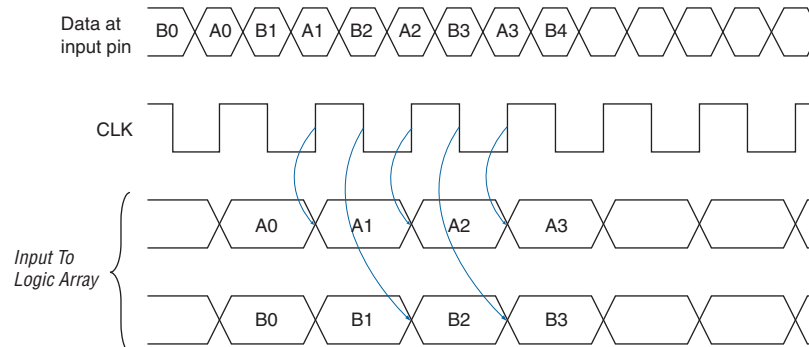 Data at
input pin
B0 A0 B1 A1 B2 A2 B3 A3 B4
CLK
A0 A1 A2 A3
Input To
Logic Array
B0 B1 B2 B3